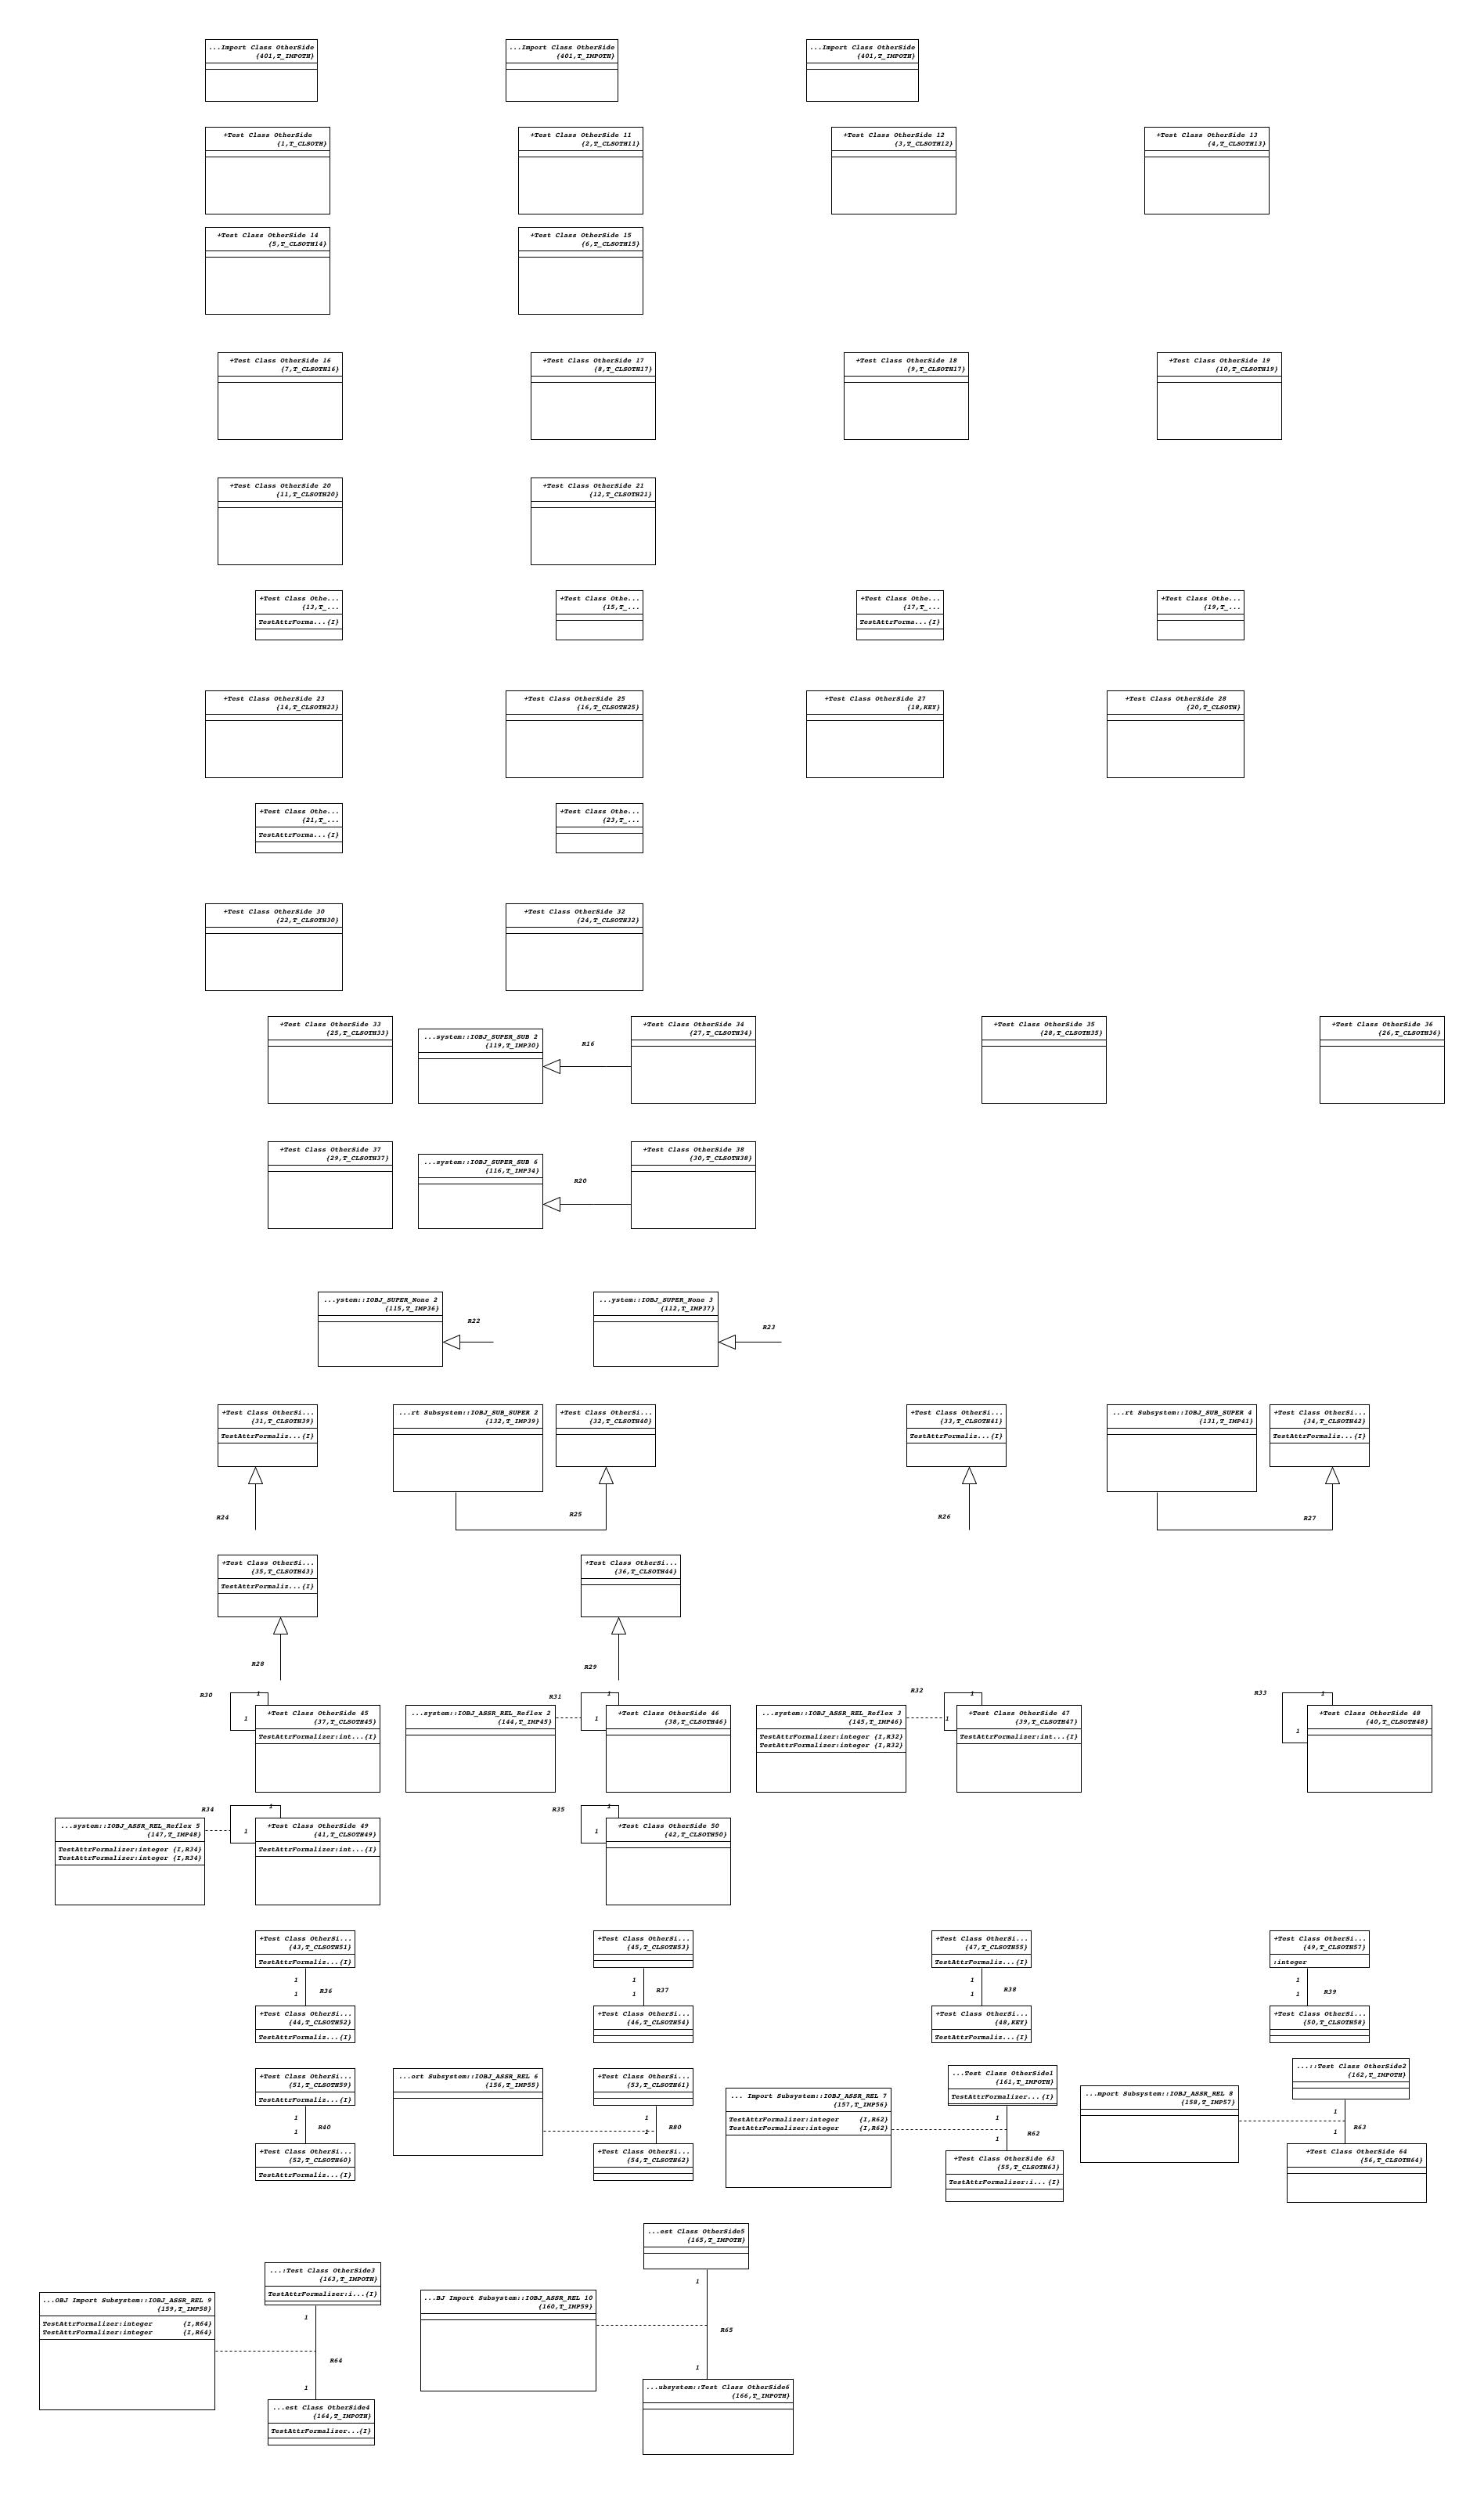 ...Import Class OtherSide
{401,T_IMPOTH}
...Import Class OtherSide
{401,T_IMPOTH}
...Import Class OtherSide
{401,T_IMPOTH}
+Test Class OtherSide
{1,T_CLSOTH}
+Test Class OtherSide 11
{2,T_CLSOTH11}
+Test Class OtherSide 12
{3,T_CLSOTH12}
+Test Class OtherSide 13
{4,T_CLSOTH13}
+Test Class OtherSide 14
{5,T_CLSOTH14}
+Test Class OtherSide 15
{6,T_CLSOTH15}
+Test Class OtherSide 16
{7,T_CLSOTH16}
+Test Class OtherSide 17
{8,T_CLSOTH17}
+Test Class OtherSide 18
{9,T_CLSOTH17}
+Test Class OtherSide 19
{10,T_CLSOTH19}
+Test Class OtherSide 20
{11,T_CLSOTH20}
+Test Class OtherSide 21
{12,T_CLSOTH21}
+Test Class Othe...
{13,T_...
TestAttrForma...{I}
+Test Class Othe...
{15,T_...
+Test Class Othe...
{17,T_...
TestAttrForma...{I}
+Test Class Othe...
{19,T_...
+Test Class OtherSide 23
{14,T_CLSOTH23}
+Test Class OtherSide 25
{16,T_CLSOTH25}
+Test Class OtherSide 27
{18,KEY}
+Test Class OtherSide 28
{20,T_CLSOTH}
+Test Class Othe...
{21,T_...
TestAttrForma...{I}
+Test Class Othe...
{23,T_...
+Test Class OtherSide 30
{22,T_CLSOTH30}
+Test Class OtherSide 32
{24,T_CLSOTH32}
+Test Class OtherSide 33
{25,T_CLSOTH33}
...system::IOBJ_SUPER_SUB 2
{119,T_IMP30}
R16
+Test Class OtherSide 34
{27,T_CLSOTH34}
+Test Class OtherSide 35
{28,T_CLSOTH35}
+Test Class OtherSide 36
{26,T_CLSOTH36}
+Test Class OtherSide 37
{29,T_CLSOTH37}
...system::IOBJ_SUPER_SUB 6
{116,T_IMP34}
R20
+Test Class OtherSide 38
{30,T_CLSOTH38}
...ystem::IOBJ_SUPER_None 2
{115,T_IMP36}
R22
...ystem::IOBJ_SUPER_None 3
{112,T_IMP37}
R23
+Test Class OtherSi...
{31,T_CLSOTH39}
TestAttrFormaliz...{I}
R24
...rt Subsystem::IOBJ_SUB_SUPER 2
{132,T_IMP39}
+Test Class OtherSi...
{32,T_CLSOTH40}
R25
+Test Class OtherSi...
{33,T_CLSOTH41}
TestAttrFormaliz...{I}
R26
...rt Subsystem::IOBJ_SUB_SUPER 4
{131,T_IMP41}
+Test Class OtherSi...
{34,T_CLSOTH42}
TestAttrFormaliz...{I}
R27
+Test Class OtherSi...
{35,T_CLSOTH43}
TestAttrFormaliz...{I}
R28
+Test Class OtherSi...
{36,T_CLSOTH44}
R29
R30
1
1
+Test Class OtherSide 45
{37,T_CLSOTH45}
TestAttrFormalizer:int...{I}
...system::IOBJ_ASSR_REL_Reflex 2
{144,T_IMP45}
R31
1
1
+Test Class OtherSide 46
{38,T_CLSOTH46}
...system::IOBJ_ASSR_REL_Reflex 3
{145,T_IMP46}
TestAttrFormalizer:integer {I,R32}
TestAttrFormalizer:integer {I,R32}
R32
1
1
+Test Class OtherSide 47
{39,T_CLSOTH47}
TestAttrFormalizer:int...{I}
R33
1
1
+Test Class OtherSide 48
{40,T_CLSOTH48}
...system::IOBJ_ASSR_REL_Reflex 5
{147,T_IMP48}
TestAttrFormalizer:integer {I,R34}
TestAttrFormalizer:integer {I,R34}
R34
1
1
+Test Class OtherSide 49
{41,T_CLSOTH49}
TestAttrFormalizer:int...{I}
R35
1
1
+Test Class OtherSide 50
{42,T_CLSOTH50}
+Test Class OtherSi...
{43,T_CLSOTH51}
TestAttrFormaliz...{I}
1
1
R36
+Test Class OtherSi...
{44,T_CLSOTH52}
TestAttrFormaliz...{I}
+Test Class OtherSi...
{45,T_CLSOTH53}
1
1
R37
+Test Class OtherSi...
{46,T_CLSOTH54}
+Test Class OtherSi...
{47,T_CLSOTH55}
TestAttrFormaliz...{I}
1
1
R38
+Test Class OtherSi...
{48,KEY}
TestAttrFormaliz...{I}
+Test Class OtherSi...
{49,T_CLSOTH57}
:integer
1
1
R39
+Test Class OtherSi...
{50,T_CLSOTH58}
+Test Class OtherSi...
{51,T_CLSOTH59}
TestAttrFormaliz...{I}
1
1
R40
+Test Class OtherSi...
{52,T_CLSOTH60}
TestAttrFormaliz...{I}
...ort Subsystem::IOBJ_ASSR_REL 6
{156,T_IMP55}
+Test Class OtherSi...
{53,T_CLSOTH61}
1
1
R80
+Test Class OtherSi...
{54,T_CLSOTH62}
... Import Subsystem::IOBJ_ASSR_REL 7
{157,T_IMP56}
TestAttrFormalizer:integer {I,R62}
TestAttrFormalizer:integer {I,R62}
...Test Class OtherSide1
{161,T_IMPOTH}
TestAttrFormalizer...{I}
1
1
R62
+Test Class OtherSide 63
{55,T_CLSOTH63}
TestAttrFormalizer:i...{I}
...mport Subsystem::IOBJ_ASSR_REL 8
{158,T_IMP57}
...::Test Class OtherSide2
{162,T_IMPOTH}
1
1
R63
+Test Class OtherSide 64
{56,T_CLSOTH64}
...OBJ Import Subsystem::IOBJ_ASSR_REL 9
{159,T_IMP58}
TestAttrFormalizer:integer {I,R64}
TestAttrFormalizer:integer {I,R64}
...:Test Class OtherSide3
{163,T_IMPOTH}
TestAttrFormalizer:i...{I}
1
R64
1
...est Class OtherSide4
{164,T_IMPOTH}
TestAttrFormalizer...{I}
...BJ Import Subsystem::IOBJ_ASSR_REL 10
{160,T_IMP59}
...est Class OtherSide5
{165,T_IMPOTH}
1
R65
1
...ubsystem::Test Class OtherSide6
{166,T_IMPOTH}